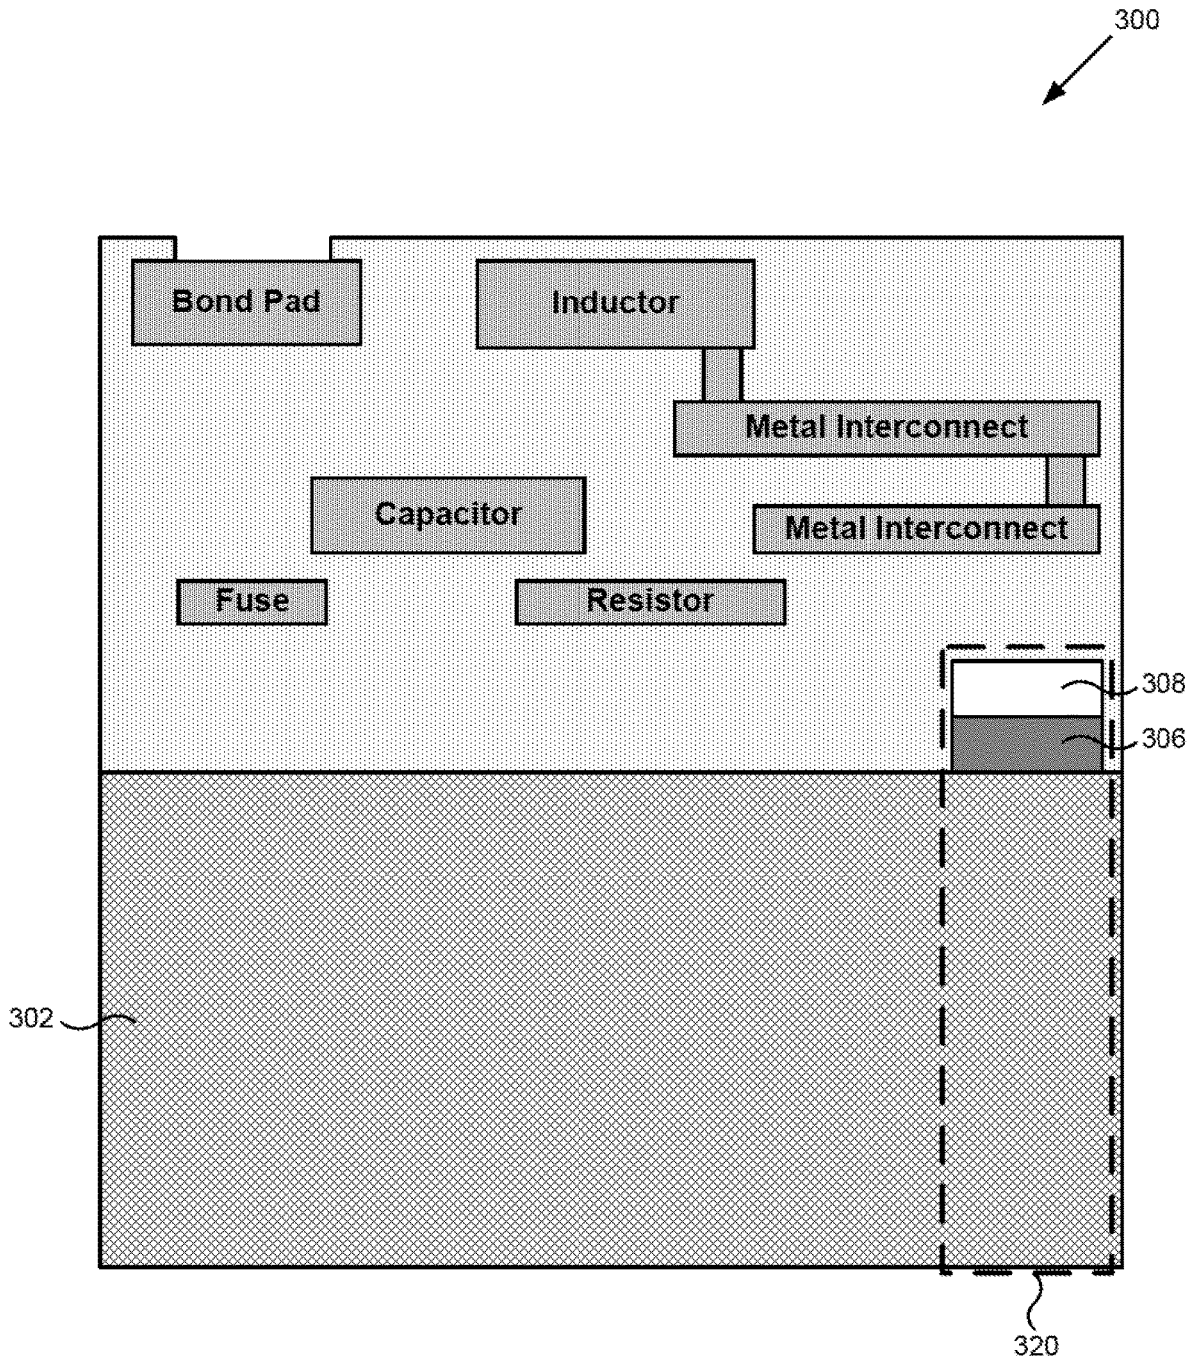 300
Bond Pad
Inductor
Metal Interconnect
Capacitor
Metal Interconnect
Fuse
Resistor
308
306
302
320